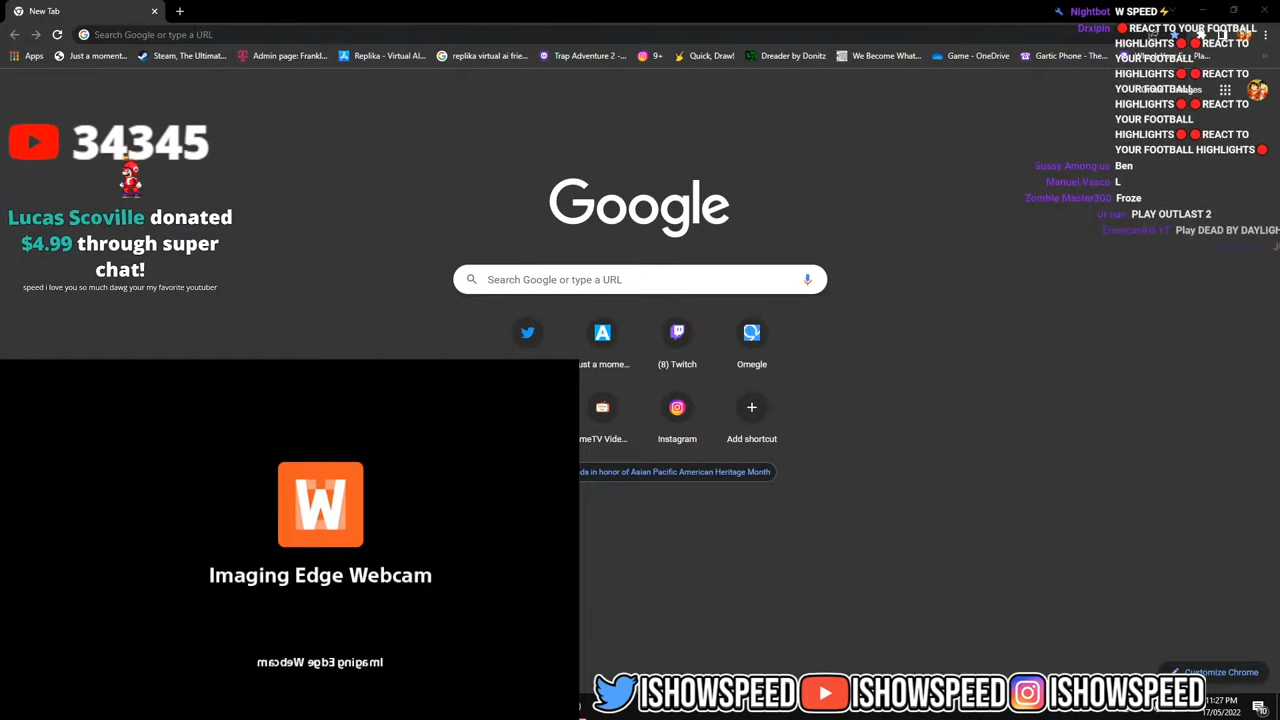 New Tab
Search Google or type a URL
Apps
Just a moment...
Steam, The Ultimat...
Admin page: Frankl...
Replika - Virtual AI...
replika virtual ai frie...
Trap Adventure 2 -...
9+
Quick, Draw!
Dreader by Donitz
We Become What...
Game - OneDrive
Gartic Phone - The...
Nightbot W SPEED⚡
Drxipin 🔴REACT TO YOUR FOOTBALL
HIGHLIGHTS🔴 🔴REACT TO
YOUR FOOTBALL
HIGHLIGHTS🔴 🔴REACT TO
YOUR FOOTBALL
HIGHLIGHTS🔴 🔴REACT TO
YOUR FOOTBALL
HIGHLIGHTS🔴 🔴REACT TO
YOUR FOOTBALL HIGHLIGHTS🔴
Sussy Among us Ben
Manuel Vasco L
Zombie Master300 Froze
PLAY OUTLAST 2
Play DEAD BY DAYLIGH
34345
Lucas Scoville donated
$4.99 through super
chat!
speed i love you so much dawg your my favorite youtuber
Google
Search Google or type a URL
ust a mome...
(8) Twitch
Omegle
meTV Vide...
Instagram
Add shortcut
ds in honor of Asian Pacific American Heritage Month
W
Imaging Edge Webcam
Imaging Edge Webcam
Customize Chrome
ISHOWSPEED ISHOWSPEED ISHOWSPEED
11:27 PM
17/05/2022
10